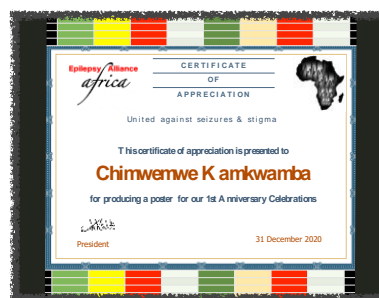 Epilepsy Alliance
africa
CERTIFICATE
OF
APPRECIATION
United against seizures & stigma
This certificate of appreciation is presented to
Chimwemwe Kamkwamba
for producing a poster for our 1st Anniversary Celebrations
President
31 December 2020